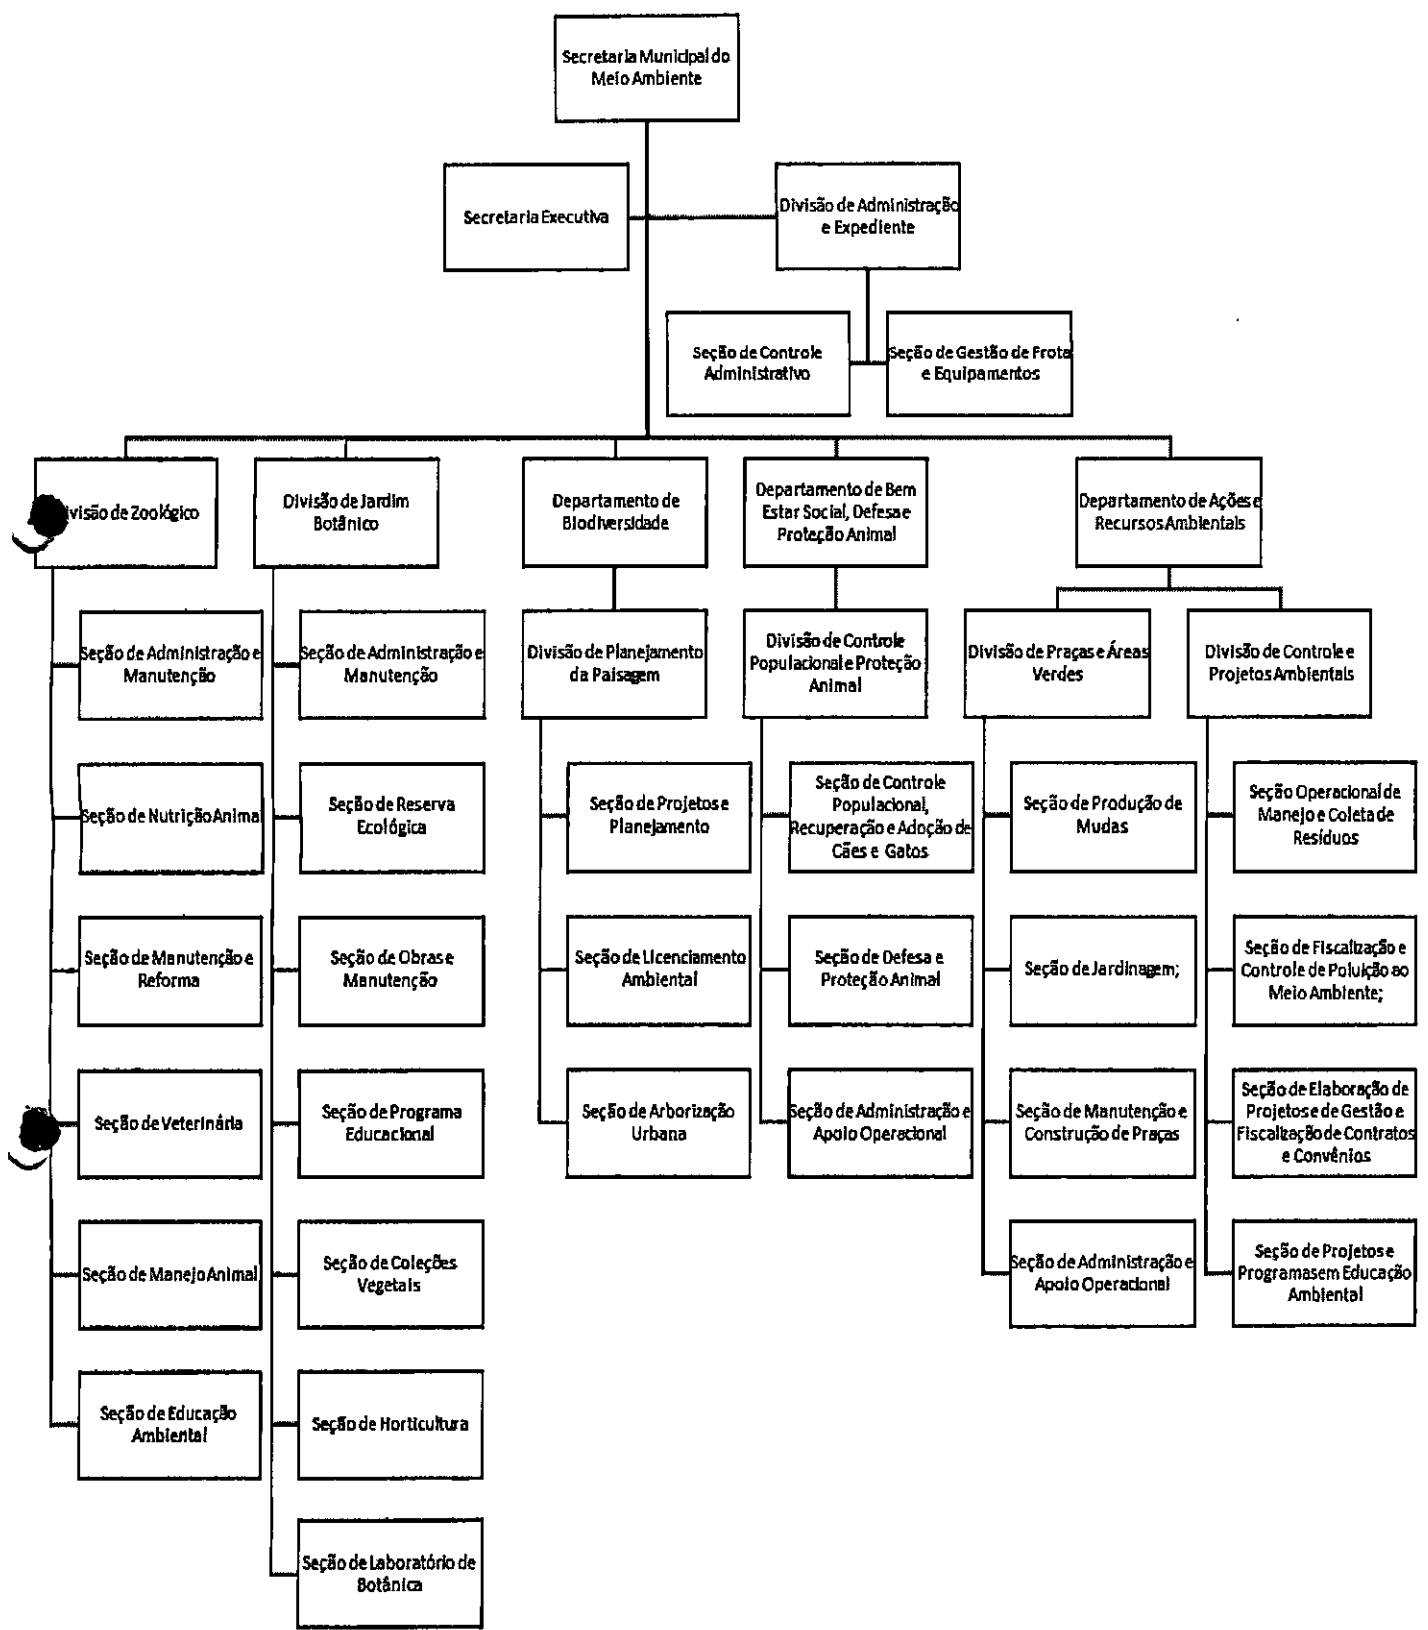 Secretaria Municipal do
Meio Ambiente
Secretaria Executiva
Divisão de Administração
e Expediente
Seção de Controle
Administrativo
Seção de Gestão de Frota
e Equipamentos
Divisão de Zoológico
Divisão de Jardim
Botânico
Departamento de
Biodiversidade
Departamento de Bem
Estar Social, Defesa e
Proteção Animal
Departamento de Ações e
Recursos Ambientais
Seção de Administração e
Manutenção
Seção de Administração e
Manutenção
Divisão de Planejamento
da Paisagem
Divisão de Controle
Populacional e Proteção
Animal
Divisão de Praças e Áreas
Verdes
Divisão de Controle e
Projetos Ambientais
Seção de Nutrição Animal
Seção de Reserva
Ecológica
Seção de Projetos e
Planejamento
Seção de Controle
Populacional,
Recuperação e Adoção de
Cães e Gatos
Seção de Produção de
Mudas
Seção Operacional de
Manejo e Coleta de
Resíduos
Seção de Manutenção e
Reforma
Seção de Obras e
Manutenção
Seção de Licenciamento
Ambiental
Seção de Defesa e
Proteção Animal
Seção de Jardinagem;
Seção de Fiscalização e
Controle de Poluição ao
Meio Ambiente;
Seção de Veterinária
Seção de Programa
Educacional
Seção de Arborização
Urbana
Seção de Administração e
Apoio Operacional
Seção de Manutenção e
Construção de Praças
Seção de Elaboração de
Projetos e de Gestão e
Fiscalização de Contratos
e Convênios
Seção de Manejo Animal
Seção de Coleções
Vegetais
Seção de Administração e
Apoio Operacional
Seção de Projetos e
Programas em Educação
Ambiental
Seção de Educação
Ambiental
Seção de Horticultura
Seção de Laboratório de
Botânica